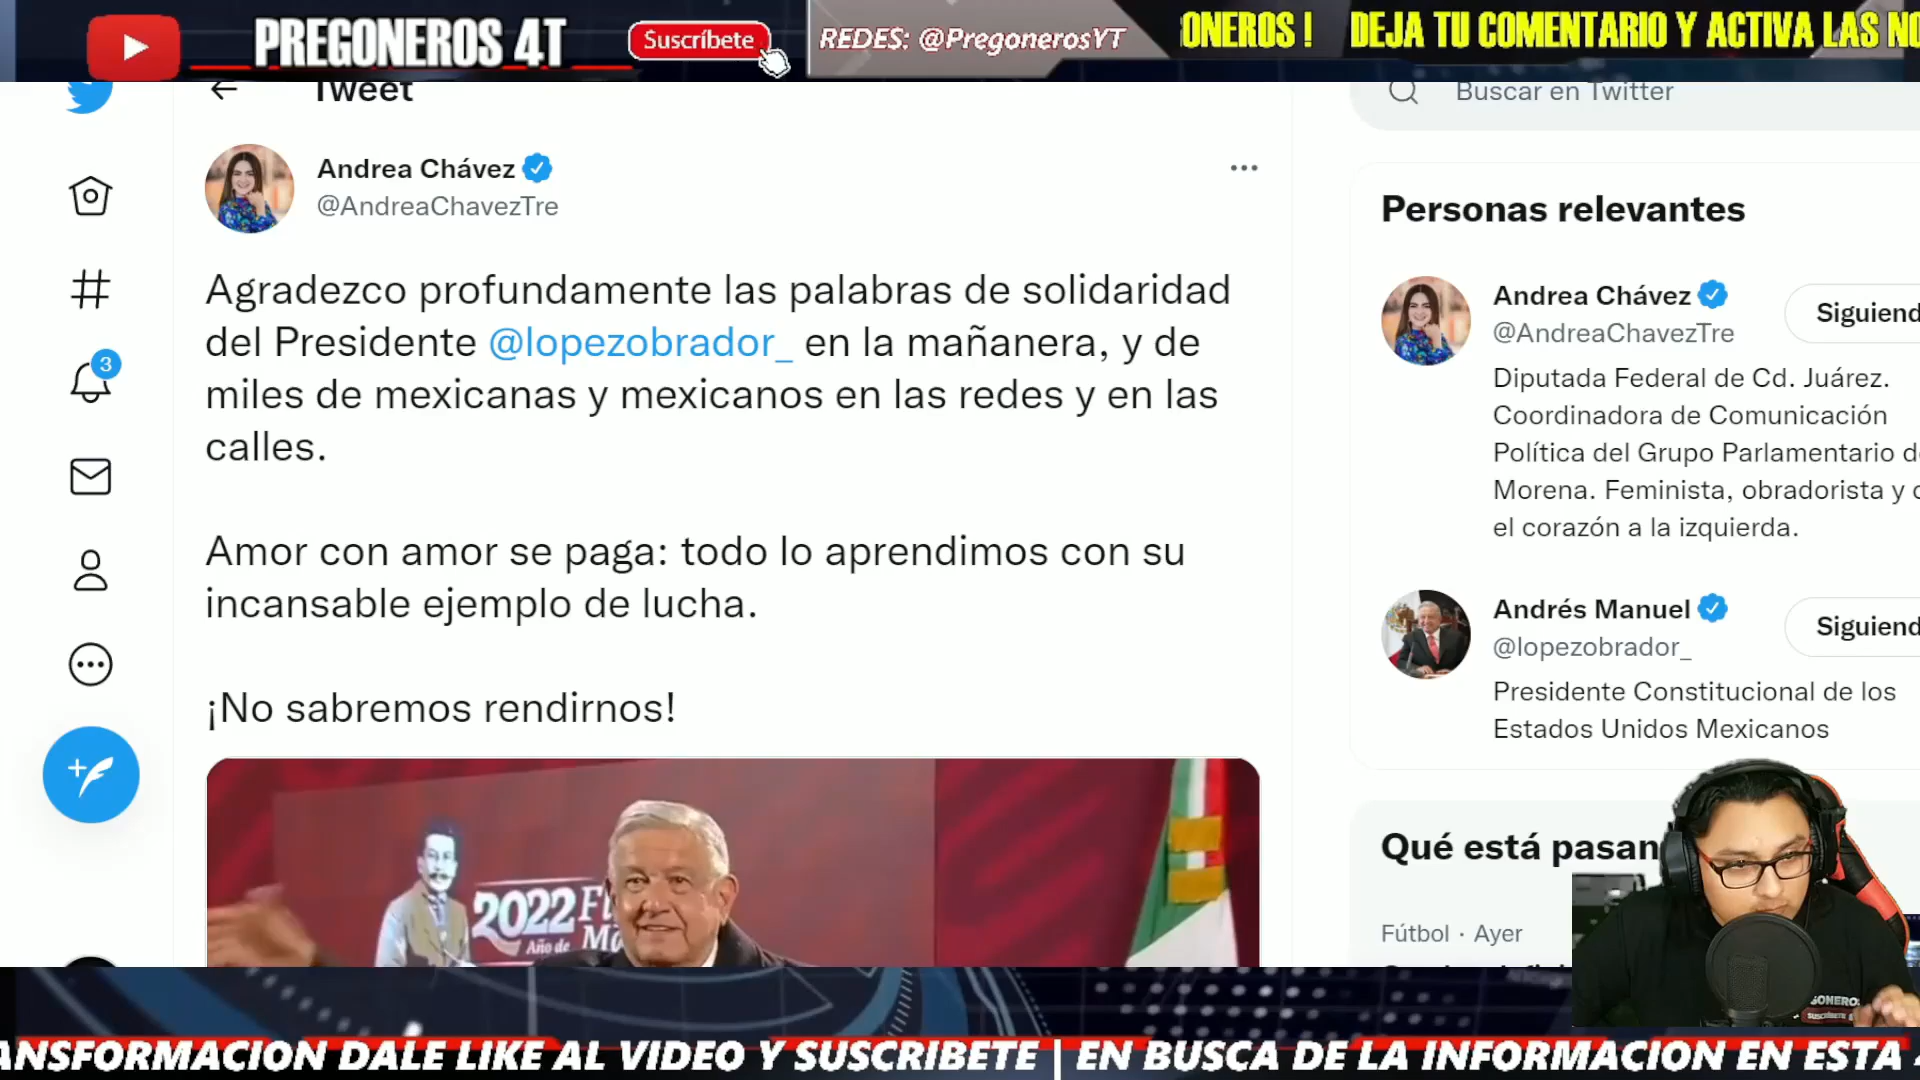 PREGONEROS 4T
Suscríbete
REDES: @PregonerosYT
ONEROS ! DEJA TU COMENTARIO Y ACTIVA LAS NO
Tweet
Buscar en Twitter
Andrea Chávez
@AndreaChavezTre
Agradezco profundamente las palabras de solidaridad
del Presidente @lopezobrador_ en la mañanera, y de
miles de mexicanas y mexicanos en las redes y en las
calles.
Amor con amor se paga: todo lo aprendimos con su
incansable ejemplo de lucha.
¡No sabremos rendirnos!
3
2022
Año de
Personas relevantes
Andrea Chávez
@AndreaChavezTre
Siguiend
Diputada Federal de Cd. Juárez.
Coordinadora de Comunicación
Política del Grupo Parlamentario d
Morena. Feminista, obradorista y c
el corazón a la izquierda.
Andrés Manuel
@lopezobrador_
Siguiend
Presidente Constitucional de los
Estados Unidos Mexicanos
Qué está pasan
Fútbol · Ayer
GONEROS
SUSCRIBETE
ANSFORMACION DALE LIKE AL VIDEO Y SUSCRIBETE | EN BUSCA DE LA INFORMACION EN ESTA